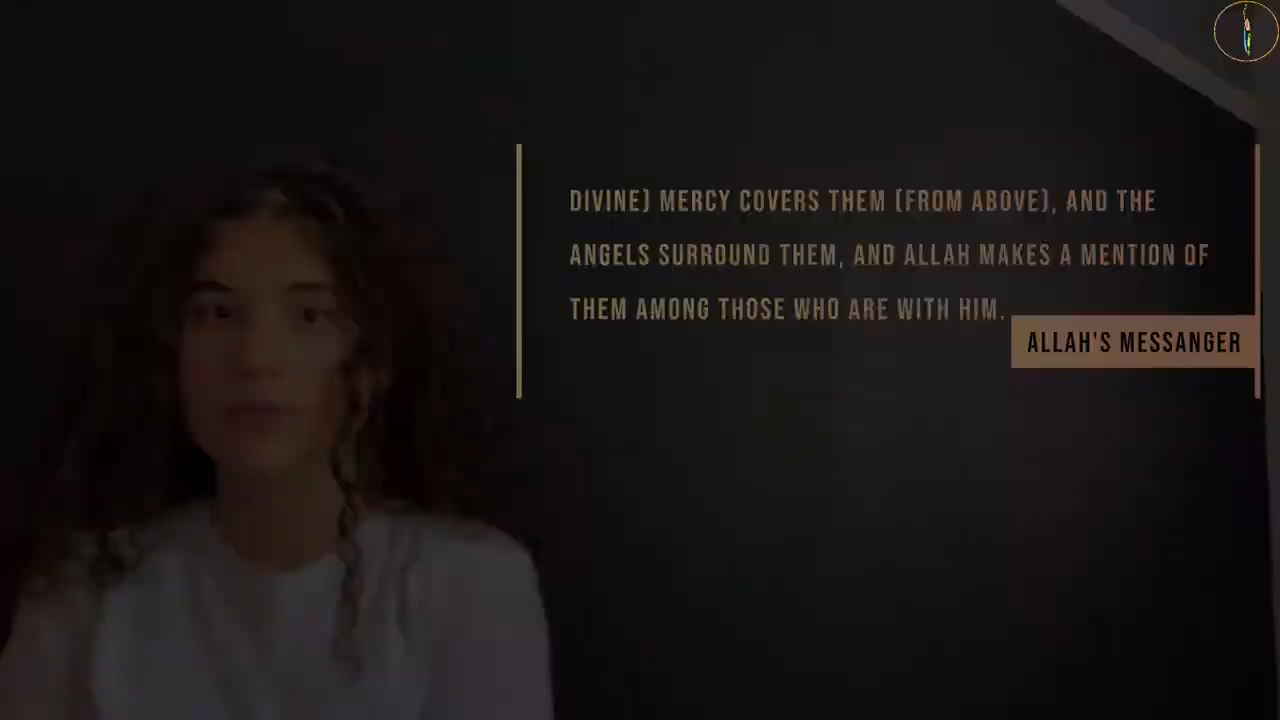 DIVINE) MERCY COVERS THEM (FROM ABOVE), AND THE
ANGELS SURROUND THEM, AND ALLAH MAKES A MENTION OF
THEM AMONG THOSE WHO ARE WITH HIM.
ALLAH'S MESSANGER